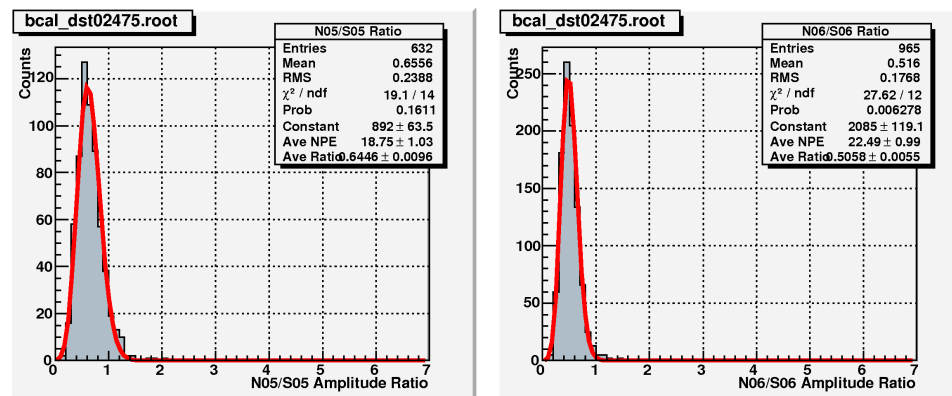 bcal_dst02475.root
N05/S05 Ratio
Entries 632
Mean 0.6556
RMS 0.2388
χ² / ndf 19.1 / 14
Prob 0.1611
Constant 892 ± 63.5
Ave NPE 18.75 ± 1.03
Ave Ratio 0.6446 ± 0.0096
Counts
120
100
80
60
40
20
0
0 1 2 3 4 5 6 7
N05/S05 Amplitude Ratio
bcal_dst02475.root
N06/S06 Ratio
Entries 965
Mean 0.516
RMS 0.1768
χ² / ndf 27.62 / 12
Prob 0.006278
Constant 2085 ± 119.1
Ave NPE 22.49 ± 0.99
Ave Ratio 0.5058 ± 0.0055
Counts
250
200
150
100
50
0
0 1 2 3 4 5 6 7
N06/S06 Amplitude Ratio